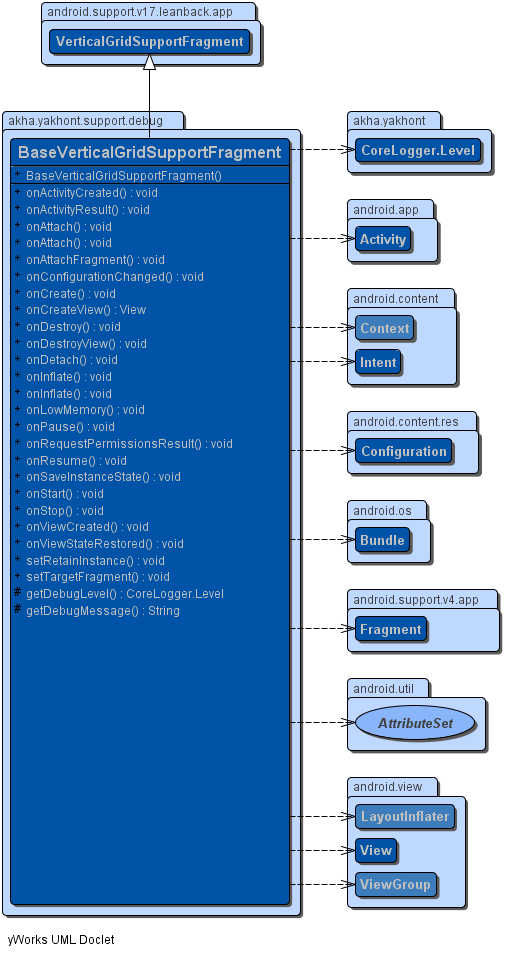 android.support.v17.leanback.app
VerticalGridSupportFragment
akha.yakhont.support.debug
BaseVerticalGridSupportFragment
+ BaseVerticalGridSupportFragment()
+ onActivityCreated() : void
+ onActivityResult() : void
+ onAttach() : void
+ onAttach() : void
+ onAttachFragment() : void
+ onConfigurationChanged() : void
+ onCreate() : void
+ onCreateView() : View
+ onDestroy() : void
+ onDestroyView() : void
+ onDetach() : void
+ onInflate() : void
+ onInflate() : void
+ onLowMemory() : void
+ onPause() : void
+ onRequestPermissionsResult() : void
+ onResume() : void
+ onSaveInstanceState() : void
+ onStart() : void
+ onStop() : void
+ onViewCreated() : void
+ onViewStateRestored() : void
+ setRetainInstance() : void
+ setTargetFragment() : void
# getDebugLevel() : CoreLogger.Level
# getDebugMessage() : String
akha.yakhont
CoreLogger.Level
android.app
Activity
android.content
Context
Intent
android.content.res
Configuration
android.os
Bundle
android.support.v4.app
Fragment
android.util
AttributeSet
android.view
LayoutInflater
View
ViewGroup
yWorks UML Doclet